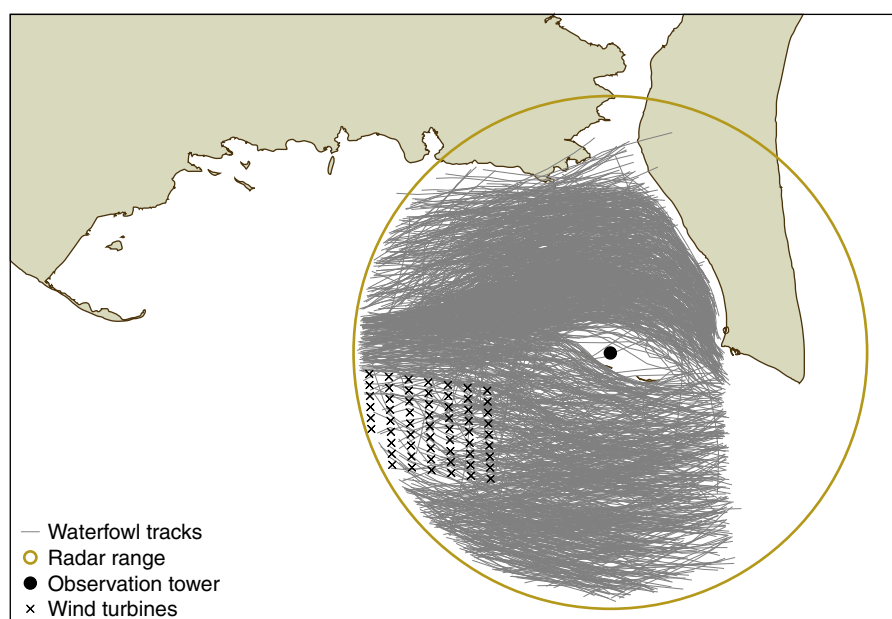 Waterfowl tracks
Radar range
Observation tower
Wind turbines